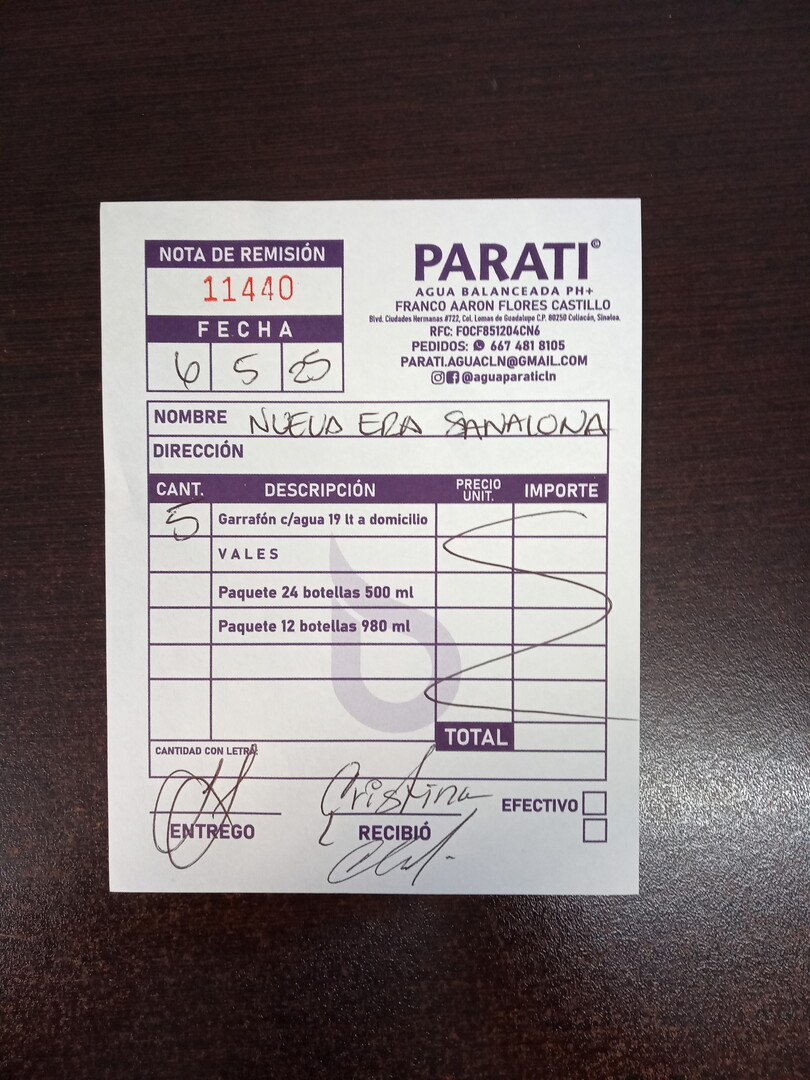 NOTA DE REMISIÓN
11440
FECHA
6 5 25
PARATI
AGUA BALANCEADA PH+
FRANCO AARON FLORES CASTILLO
Blvd. Ciudades Hermanas #722, Col. Lomas de Guadalupe C.P. 80250 Culiacán, Sinaloa.
RFC: FOCF851204CN6
PEDIDOS: 667 481 8105
PARATI.AGUACLN@GMAIL.COM
@aguaparaticln
NOMBRE NUEVA ERA SANALONA
DIRECCIÓN
CANT. DESCRIPCIÓN PRECIO UNIT. IMPORTE
5 Garrafón c/agua 19 lt a domicilio
VALES
Paquete 24 botellas 500 ml
Paquete 12 botellas 980 ml
TOTAL
CANTIDAD CON LETRA:
Cristina
ENTREGO RECIBIÓ EFECTIVO